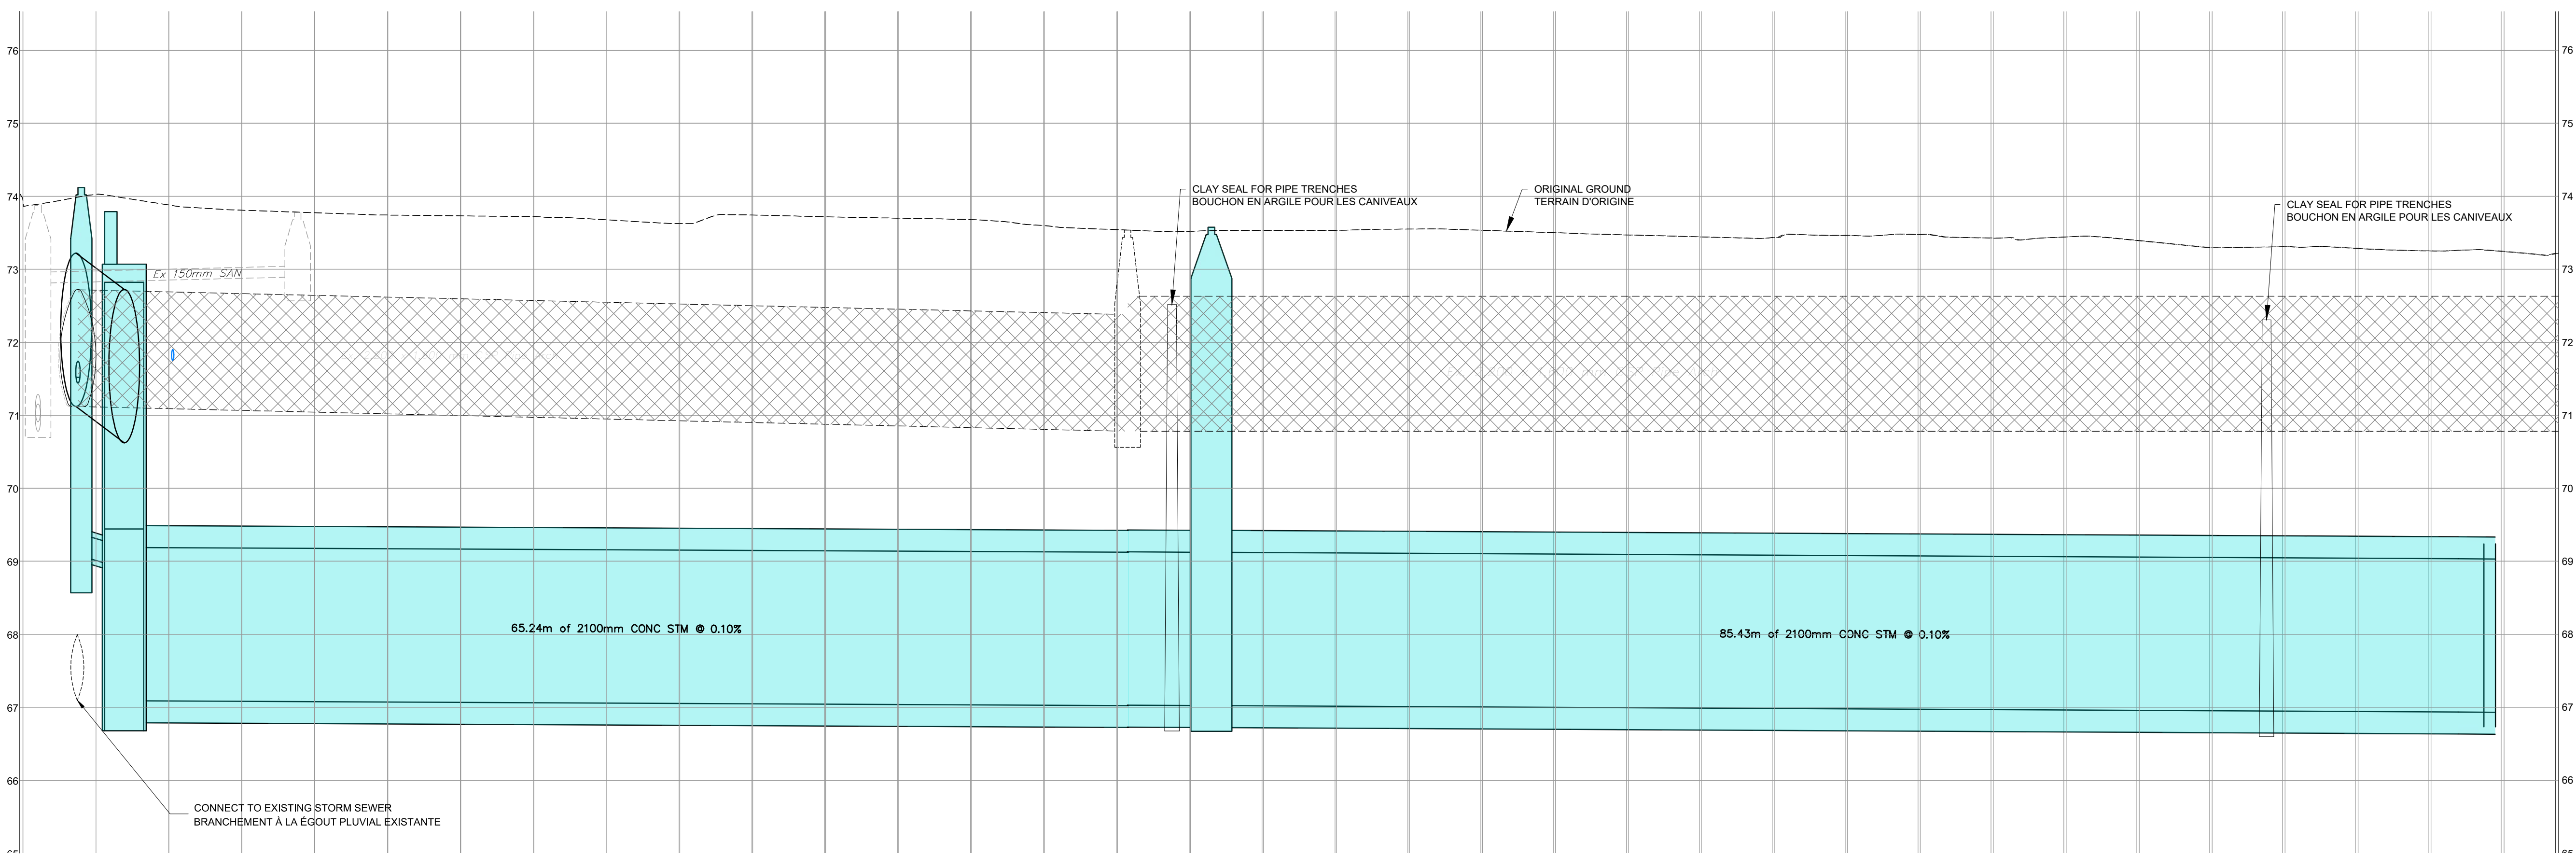 76
76
75
75
CLAY SEAL FOR PIPE TRENCHES
BOUCHON EN ARGILE POUR LES CANIVEAUX
ORIGINAL GROUND
TERRAIN D'ORIGINE
74
74
CLAY SEAL FOR PIPE TRENCHES
BOUCHON EN ARGILE POUR LES CANIVEAUX
73
Ex 150mm SAN
73
72
72
71
71
70
70
69
69
68
65.24m of 2100mm CONC STM @ 0.10%
85.43m of 2100mm CONC STM @ 0.10%
68
67
67
66
66
CONNECT TO EXISTING STORM SEWER
BRANCHEMENT À LA ÉGOUT PLUVIAL EXISTANTE
65
65